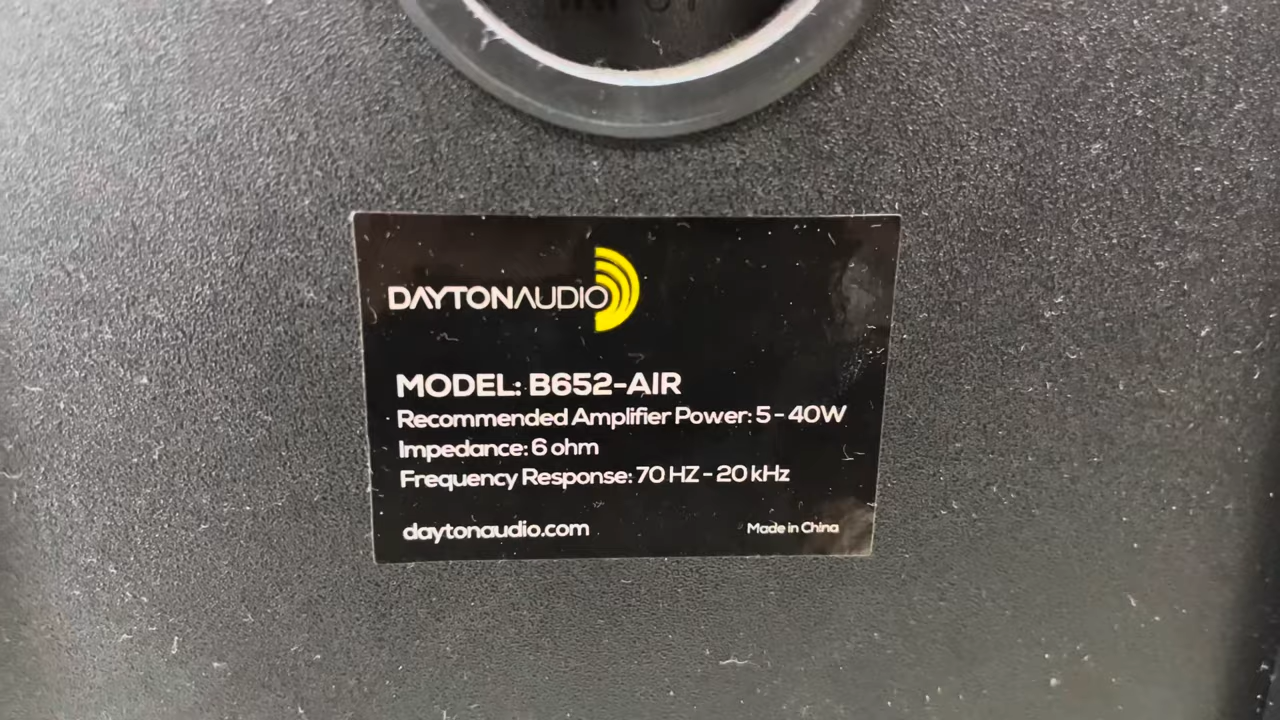 DAYTONAUDIO
MODEL: B652-AIR
Recommended Amplifier Power: 5 - 40W
Impedance: 6 ohm
Frequency Response: 70 HZ - 20 kHz
daytonaudio.com
Made in China